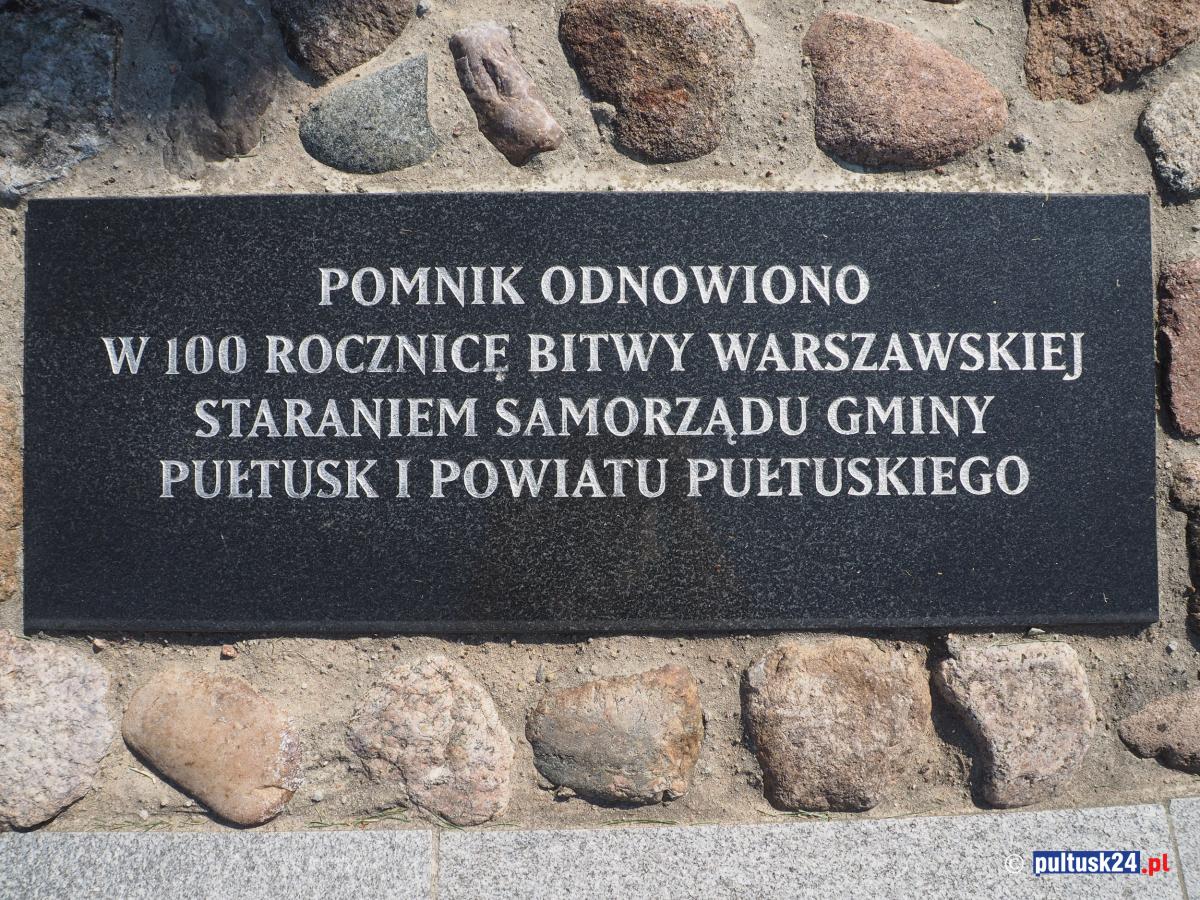 POMNIK ODNOWIONO
W 100 ROCZNICĘ BITWY WARSZAWSKIEJ
STARANIEM SAMORZĄDU GMINY
PUŁTUSK I POWIATU PUŁTUSKIEGO
© pultusk24.pl